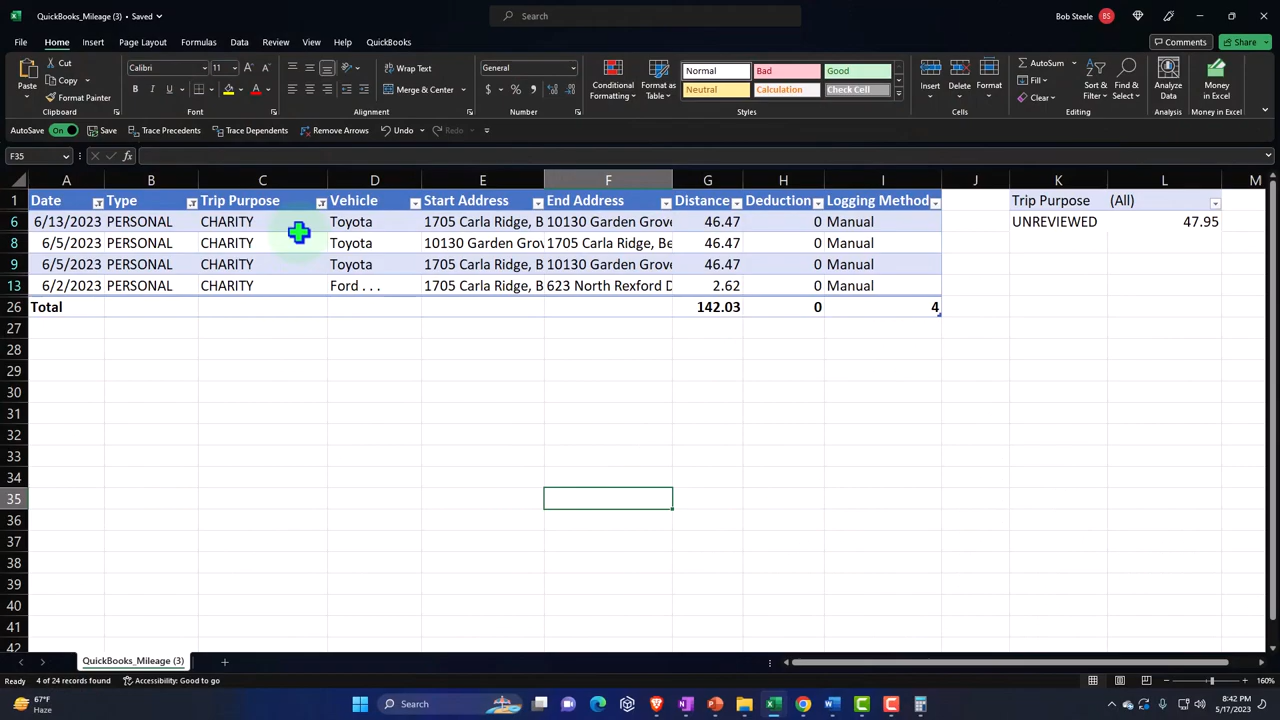 QuickBooks_Mileage (3) • Saved
Search
Bob Steele BS
File Home Insert Page Layout Formulas Data Review View Help QuickBooks Comments Share
Paste Cut Copy Format Painter Calibri 11 Wrap Text Merge & Center General Conditional Formatting Format as Table Normal Bad Good Neutral Calculation Check Cell Insert Delete Format AutoSum Fill Clear Sort & Filter Find & Select Analyze Data Money in Excel
Clipboard Font Alignment Number Styles Cells Editing Analysis Money in Excel
AutoSave On Save Trace Precedents Trace Dependents Remove Arrows Undo Redo
F35 fx
A B C D E F G H I J K L M
1 Date Type Trip Purpose Vehicle Start Address End Address Distance Deduction Logging Method Trip Purpose (All)
6 6/13/2023 PERSONAL CHARITY Toyota 1705 Carla Ridge, B 10130 Garden Grove 46.47 0 Manual UNREVIEWED 47.95
8 6/5/2023 PERSONAL CHARITY Toyota 10130 Garden Grov 1705 Carla Ridge, Be 46.47 0 Manual
9 6/5/2023 PERSONAL CHARITY Toyota 1705 Carla Ridge, B 10130 Garden Grove 46.47 0 Manual
13 6/2/2023 PERSONAL CHARITY Ford . . . 1705 Carla Ridge, B 623 North Rexford D 2.62 0 Manual
26 Total 142.03 0 4
27
28
29
30
31
32
33
34
35
36
37
38
39
40
41
42
QuickBooks_Mileage (3)
Ready 4 of 24 records found Accessibility: Good to go 160%
67°F
Haze
Search
8:42 PM
5/17/2023